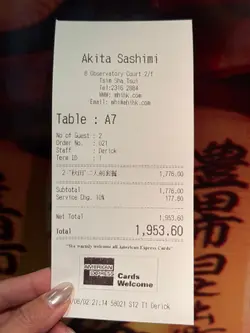 Akita Sashimi
8 Observatory Court 2/F
Tsim Sha Tsui
Tel:2316 2884
Table : A7
No of Guest : 2
Order No. : 021
Staff : Derick
Term ID : 1
1,776.00
Subtotal 1,776.00
Service Chg. 10% 177.60
Net Total 1,953.60
Total 1,953.60
"We warmly welcome all American Express Cards"
AMERICAN EXPRESS
Cards Welcome
Derick